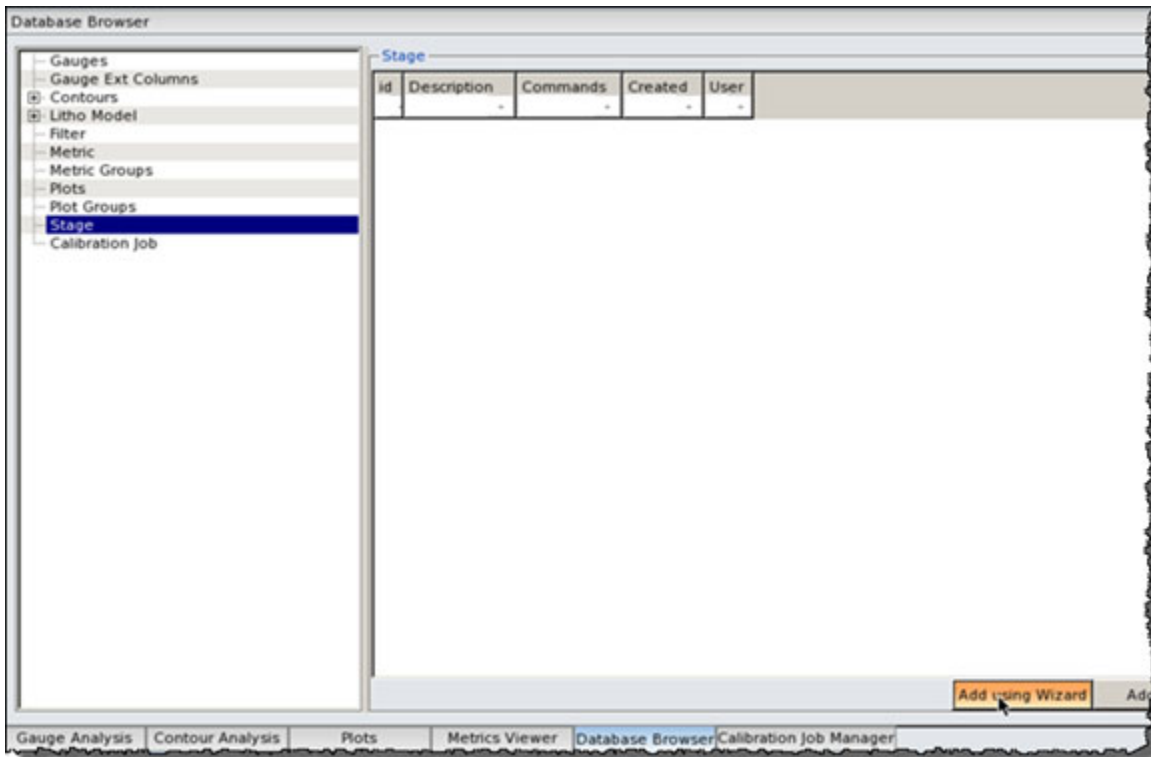 Database Browser
Gauges
Gauge Ext Columns
Contours
Litho Model
Filter
Metric
Metric Groups
Plots
Plot Groups
Stage
Calibration Job
Stage
id Description Commands Created User
Add using Wizard
Gauge Analysis Contour Analysis Plots Metrics Viewer Database Browser Calibration Job Manager